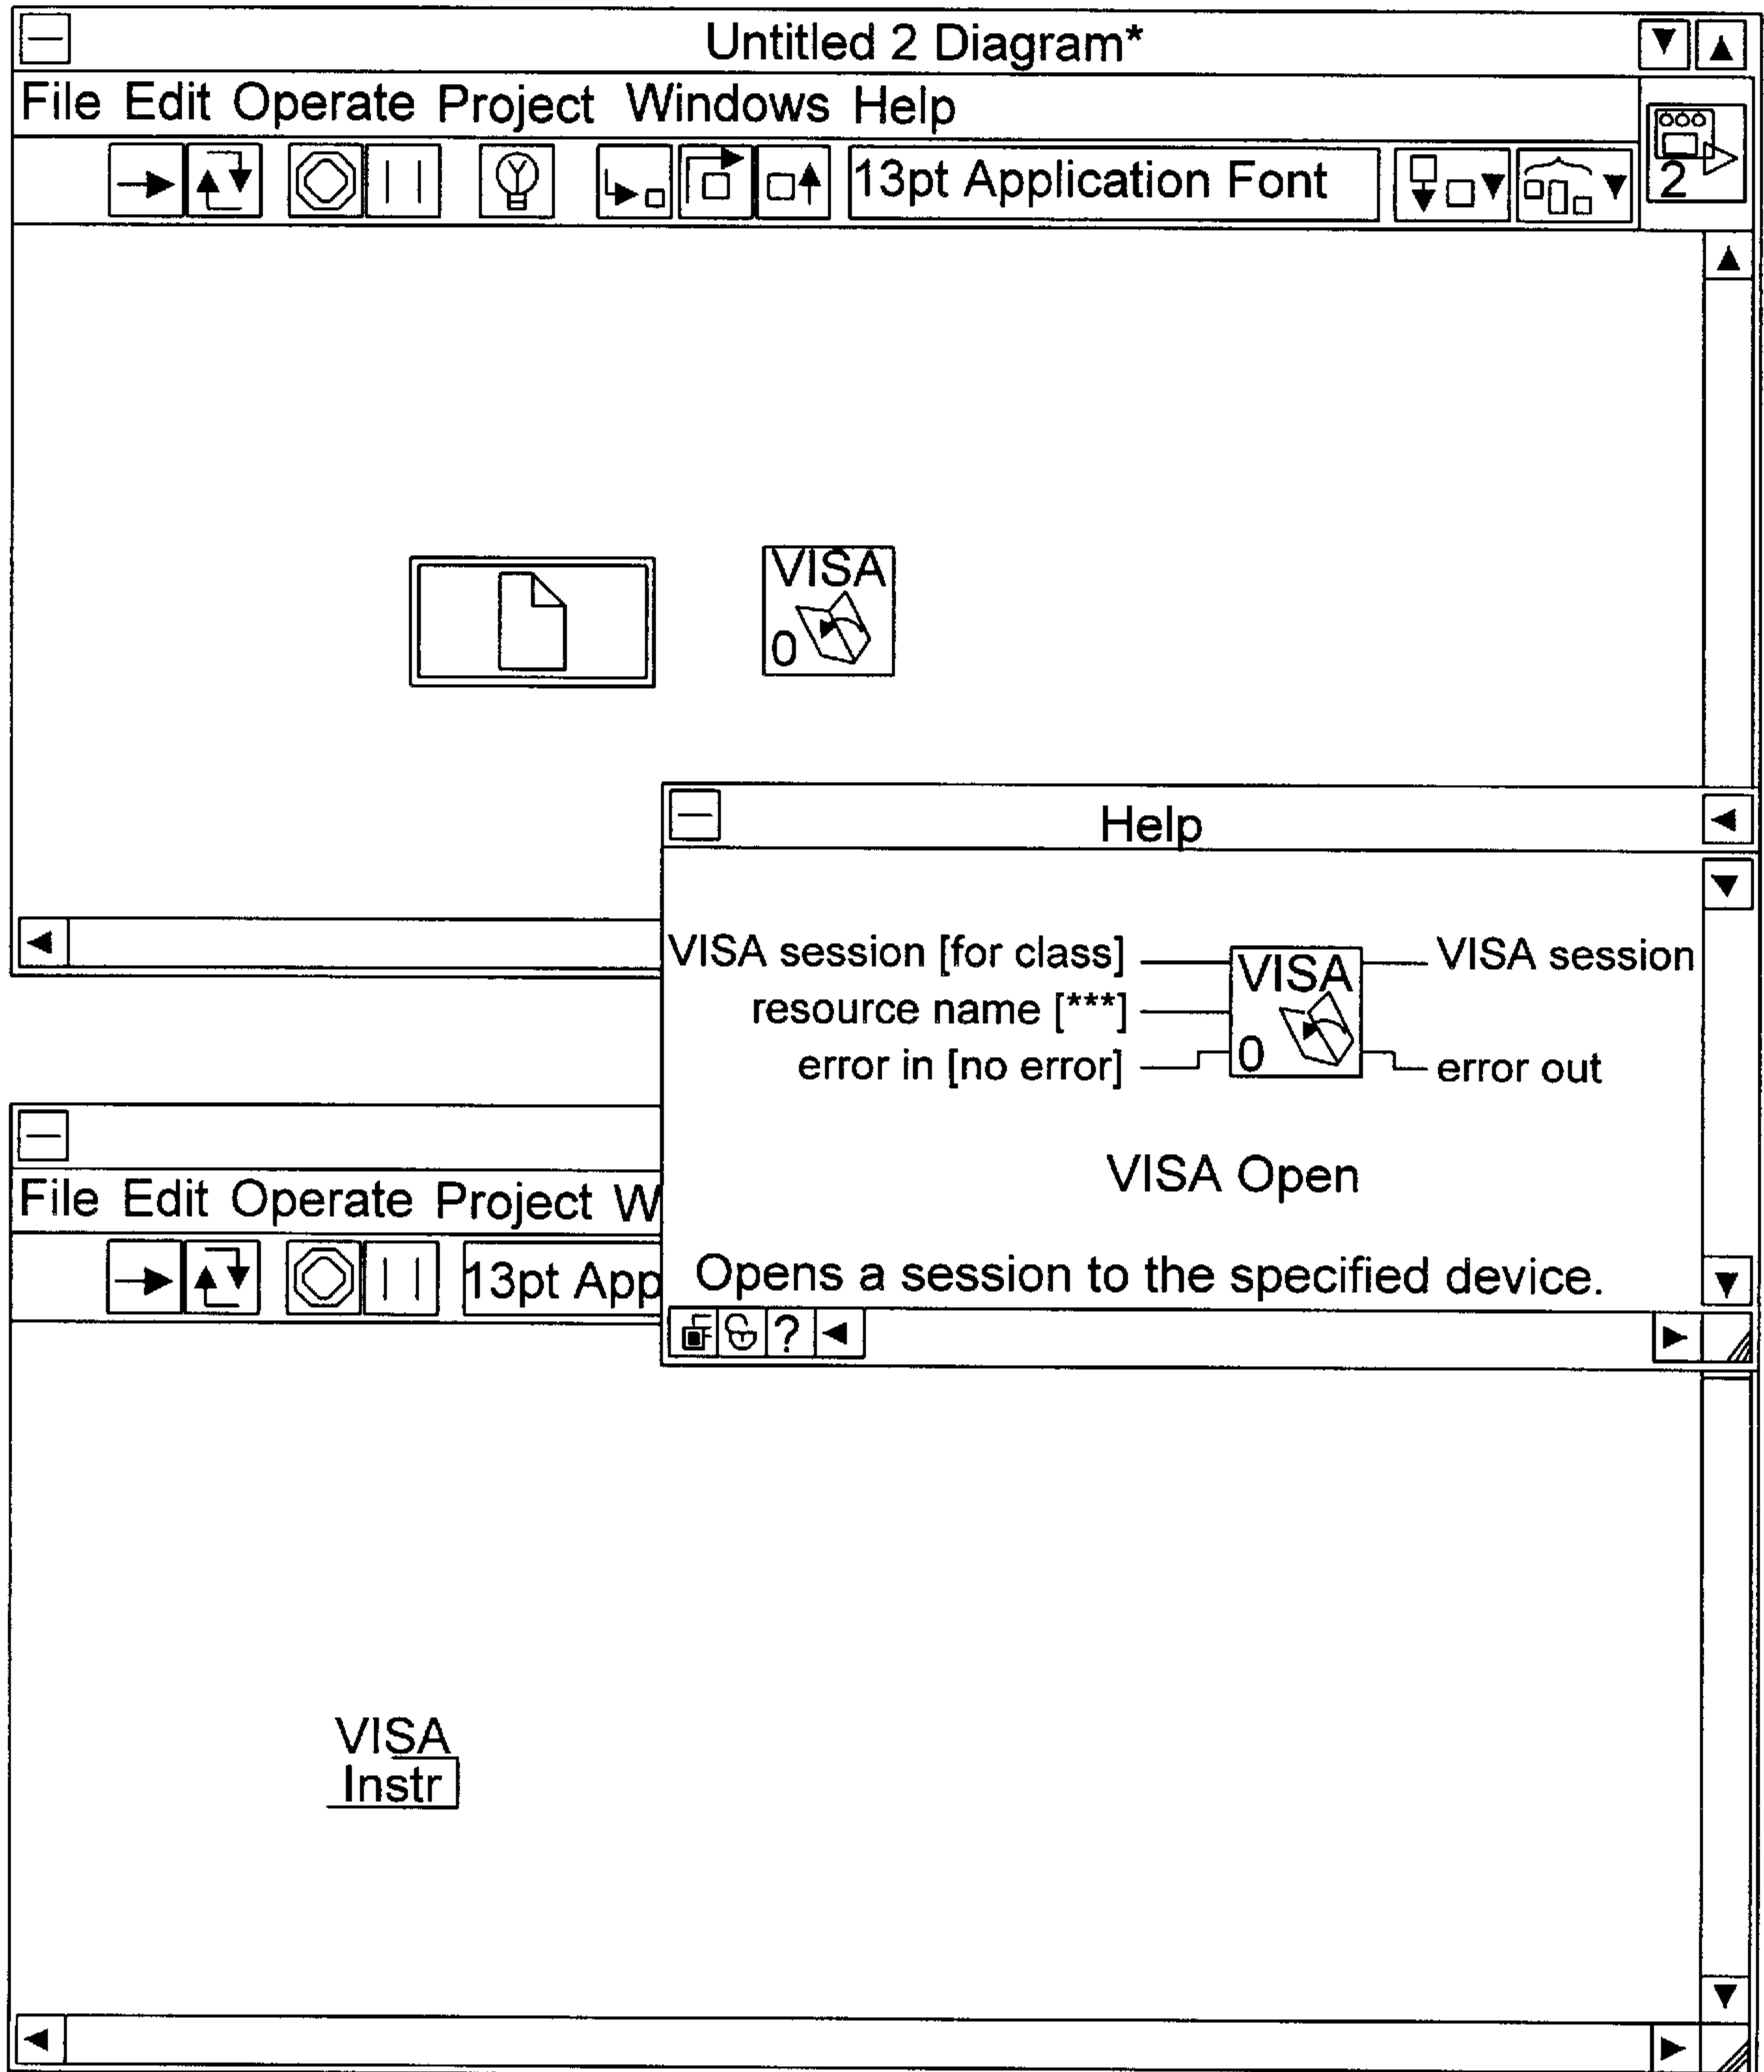 Untitled 2 Diagram*
File Edit Operate Project Windows Help
13pt Application Font
2
VISA
0
Help
VISA session [for class]
resource name [***]
error in [no error]
VISA
0
VISA session
error out
VISA Open
Opens a session to the specified device.
?
File Edit Operate Project W
13pt App
VISA
Instr